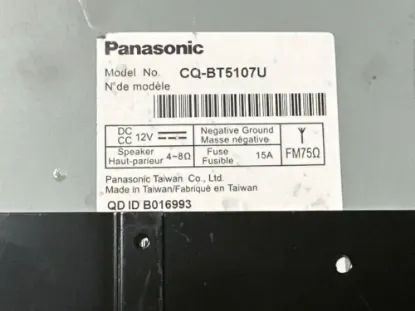 Panasonic
Model No. CQ-BT5107U
N°de modèle
DC 12V
CC
Negative Ground
Masse négative
Speaker 4~8Ω
Haut-parieur
Fuse 15A
Fusible
FM75Ω
Panasonic Taiwan Co., Ltd.
Made in Taiwan/Fabriqué en Taiwan
QD ID B016993